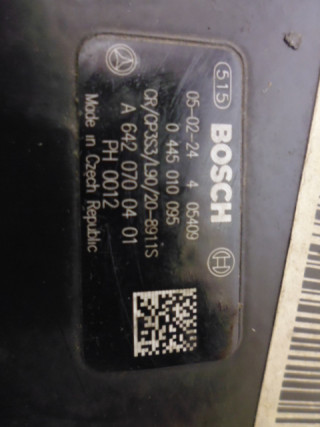 515 BOSCH
05-02-24 4 05409
0 445 010 095
CR/CP3S3/L90/20-8911S
A 642 070 04 01
PH 0012
Made in Czech Republic